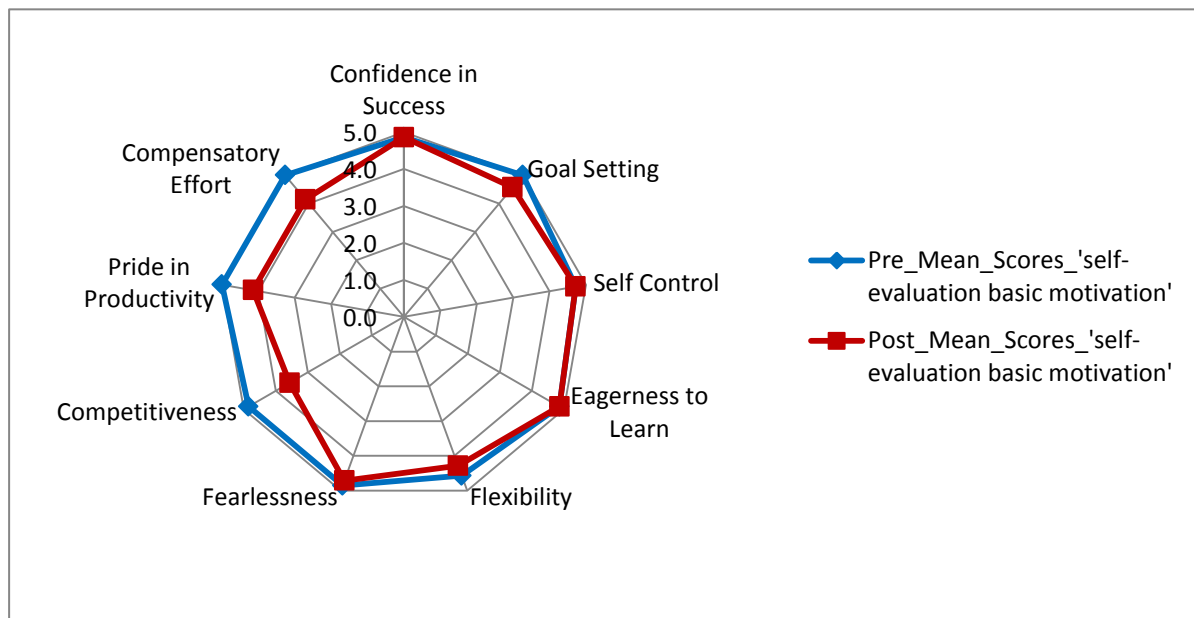 Confidence in
Success
Goal Setting
Self Control
Eagerness to
Learn
Flexibility
Fearlessness
Competitiveness
Pride in
Productivity
Compensatory
Effort
5.0
4.0
3.0
2.0
1.0
0.0
Pre_Mean_Scores_'self-
evaluation basic motivation'
Post_Mean_Scores_'self-
evaluation basic motivation'